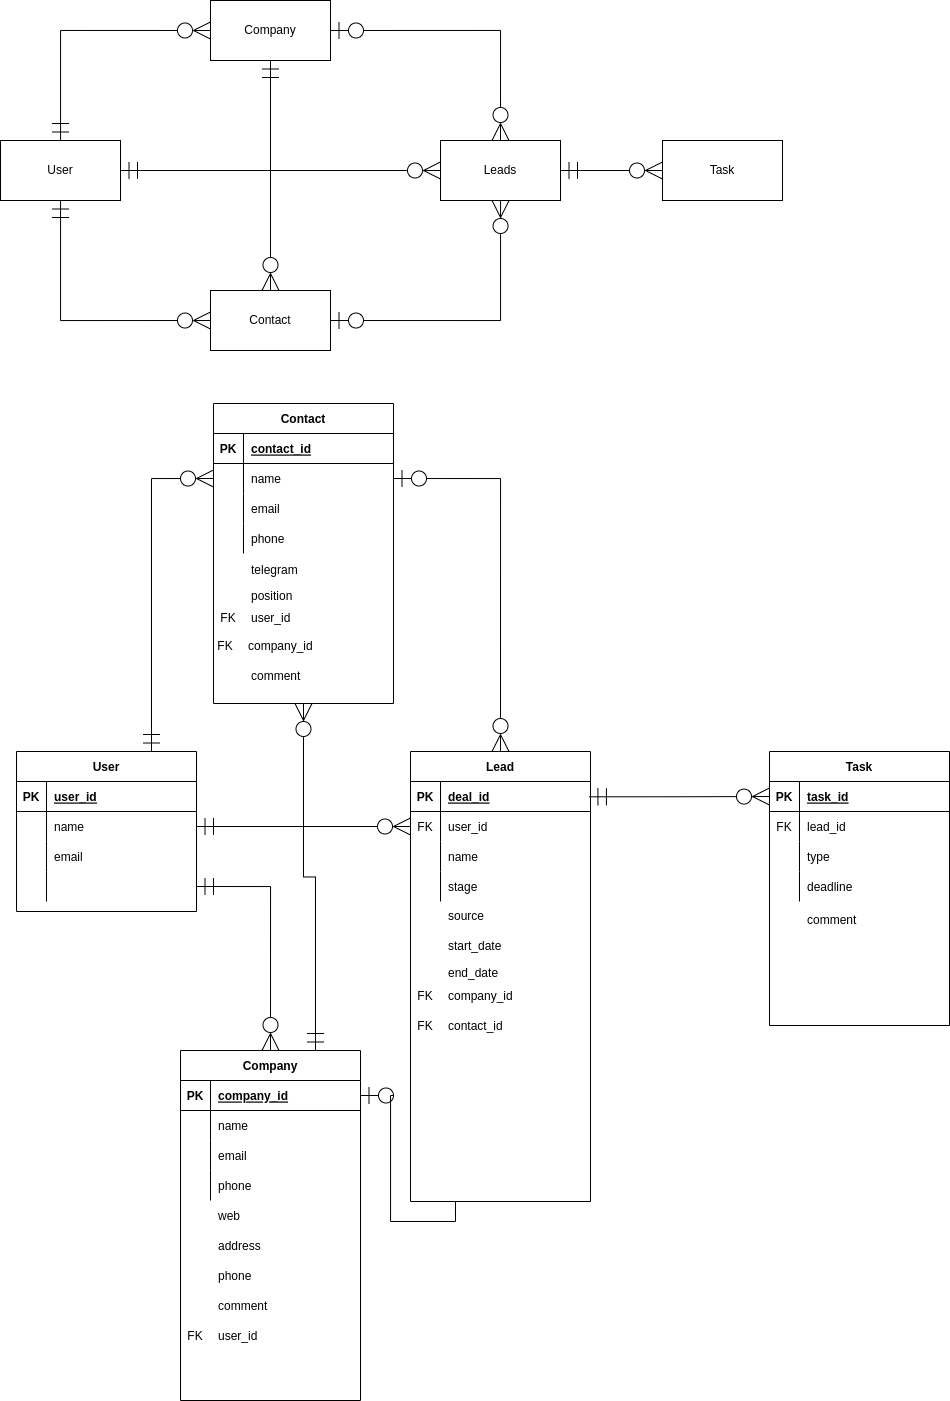 Company
User
Leads
Task
Contact
Contact
PK contact_id
name
email
phone
telegram
position
FK user_id
FK company_id
comment
User
PK user_id
name
email
Lead
PK deal_id
FK user_id
name
stage
source
start_date
end_date
FK company_id
FK contact_id
Task
PK task_id
FK lead_id
type
deadline
comment
Company
PK company_id
name
email
phone
web
address
phone
comment
FK user_id